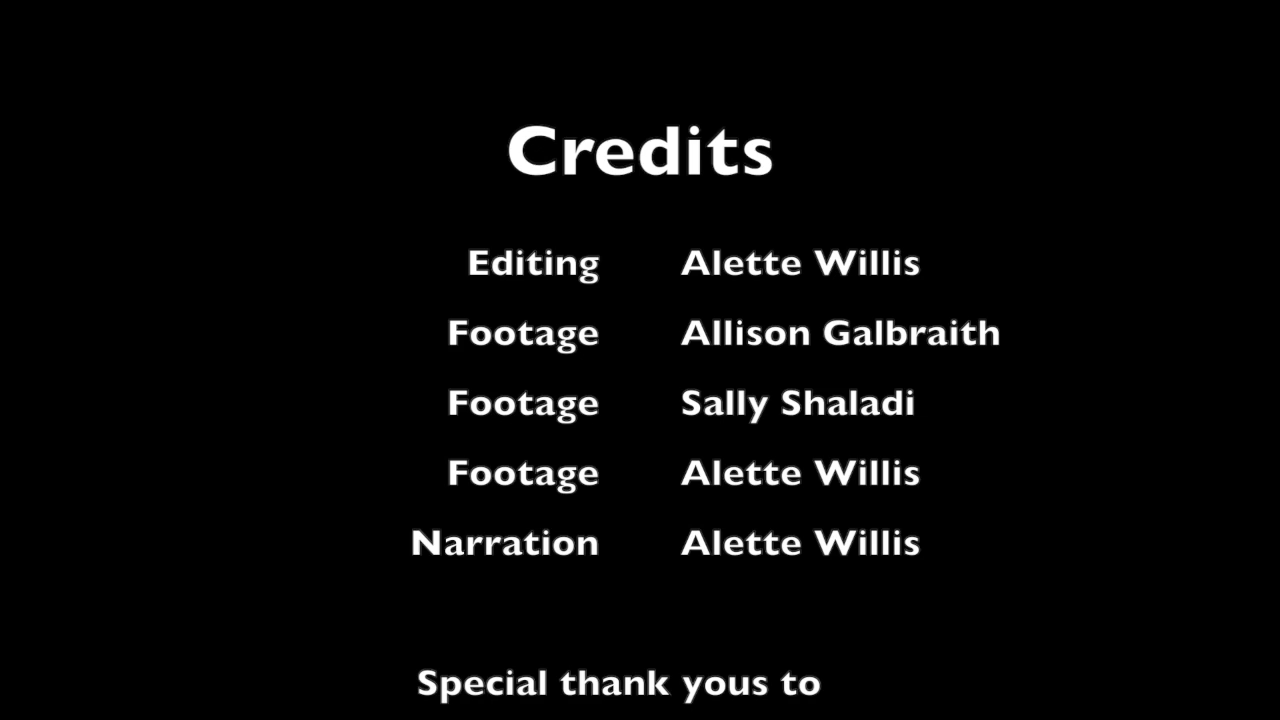 Credits
Editing Alette Willis
Footage Allison Galbraith
Footage Sally Shaladi
Footage Alette Willis
Narration Alette Willis
Special thank yous to